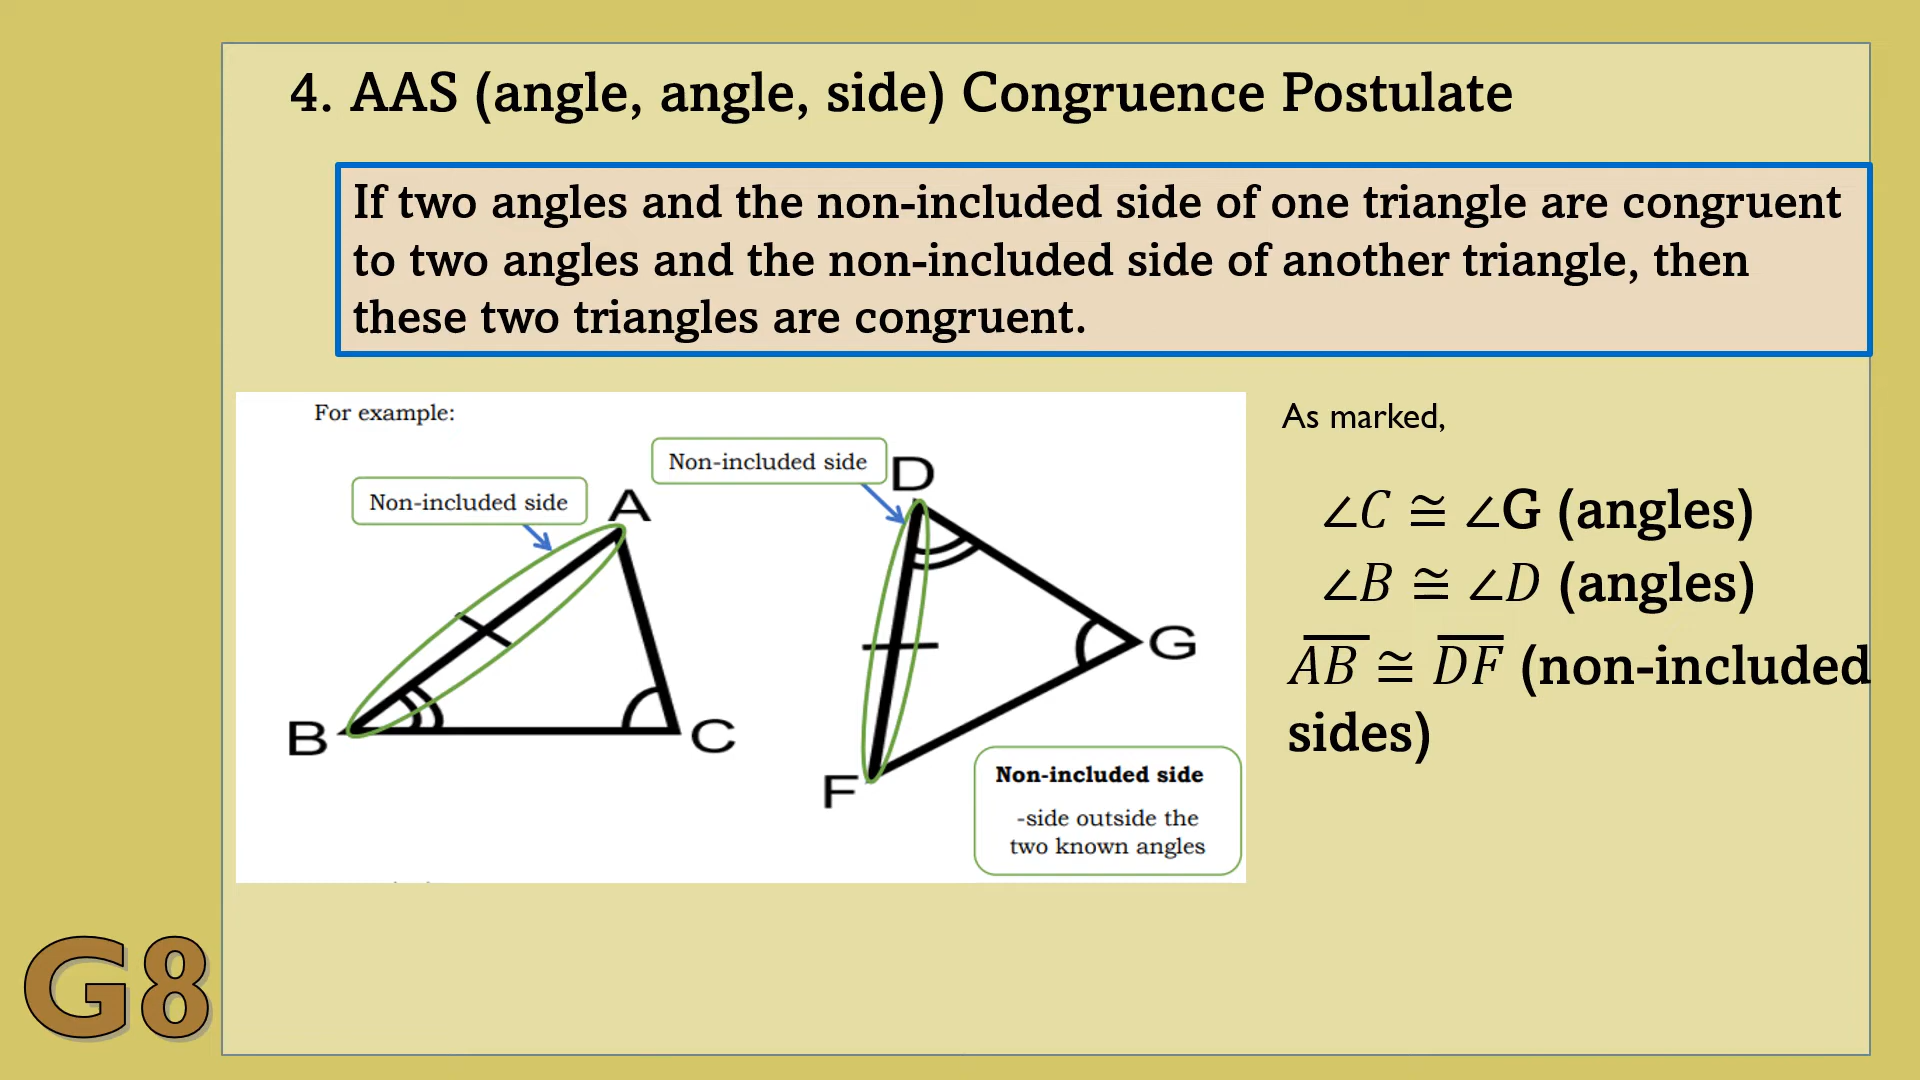 4. AAS (angle, angle, side) Congruence Postulate
If two angles and the non-included side of one triangle are congruent
to two angles and the non-included side of another triangle, then
these two triangles are congruent.
For example:
Non-included side
Non-included side
A
B
C
D
F
G
Non-included side
-side outside the
two known angles
As marked,
∠C ≅ ∠G (angles)
∠B ≅ ∠D (angles)
A̅B̅ ≅ D̅F̅ (non-included
sides)
G8